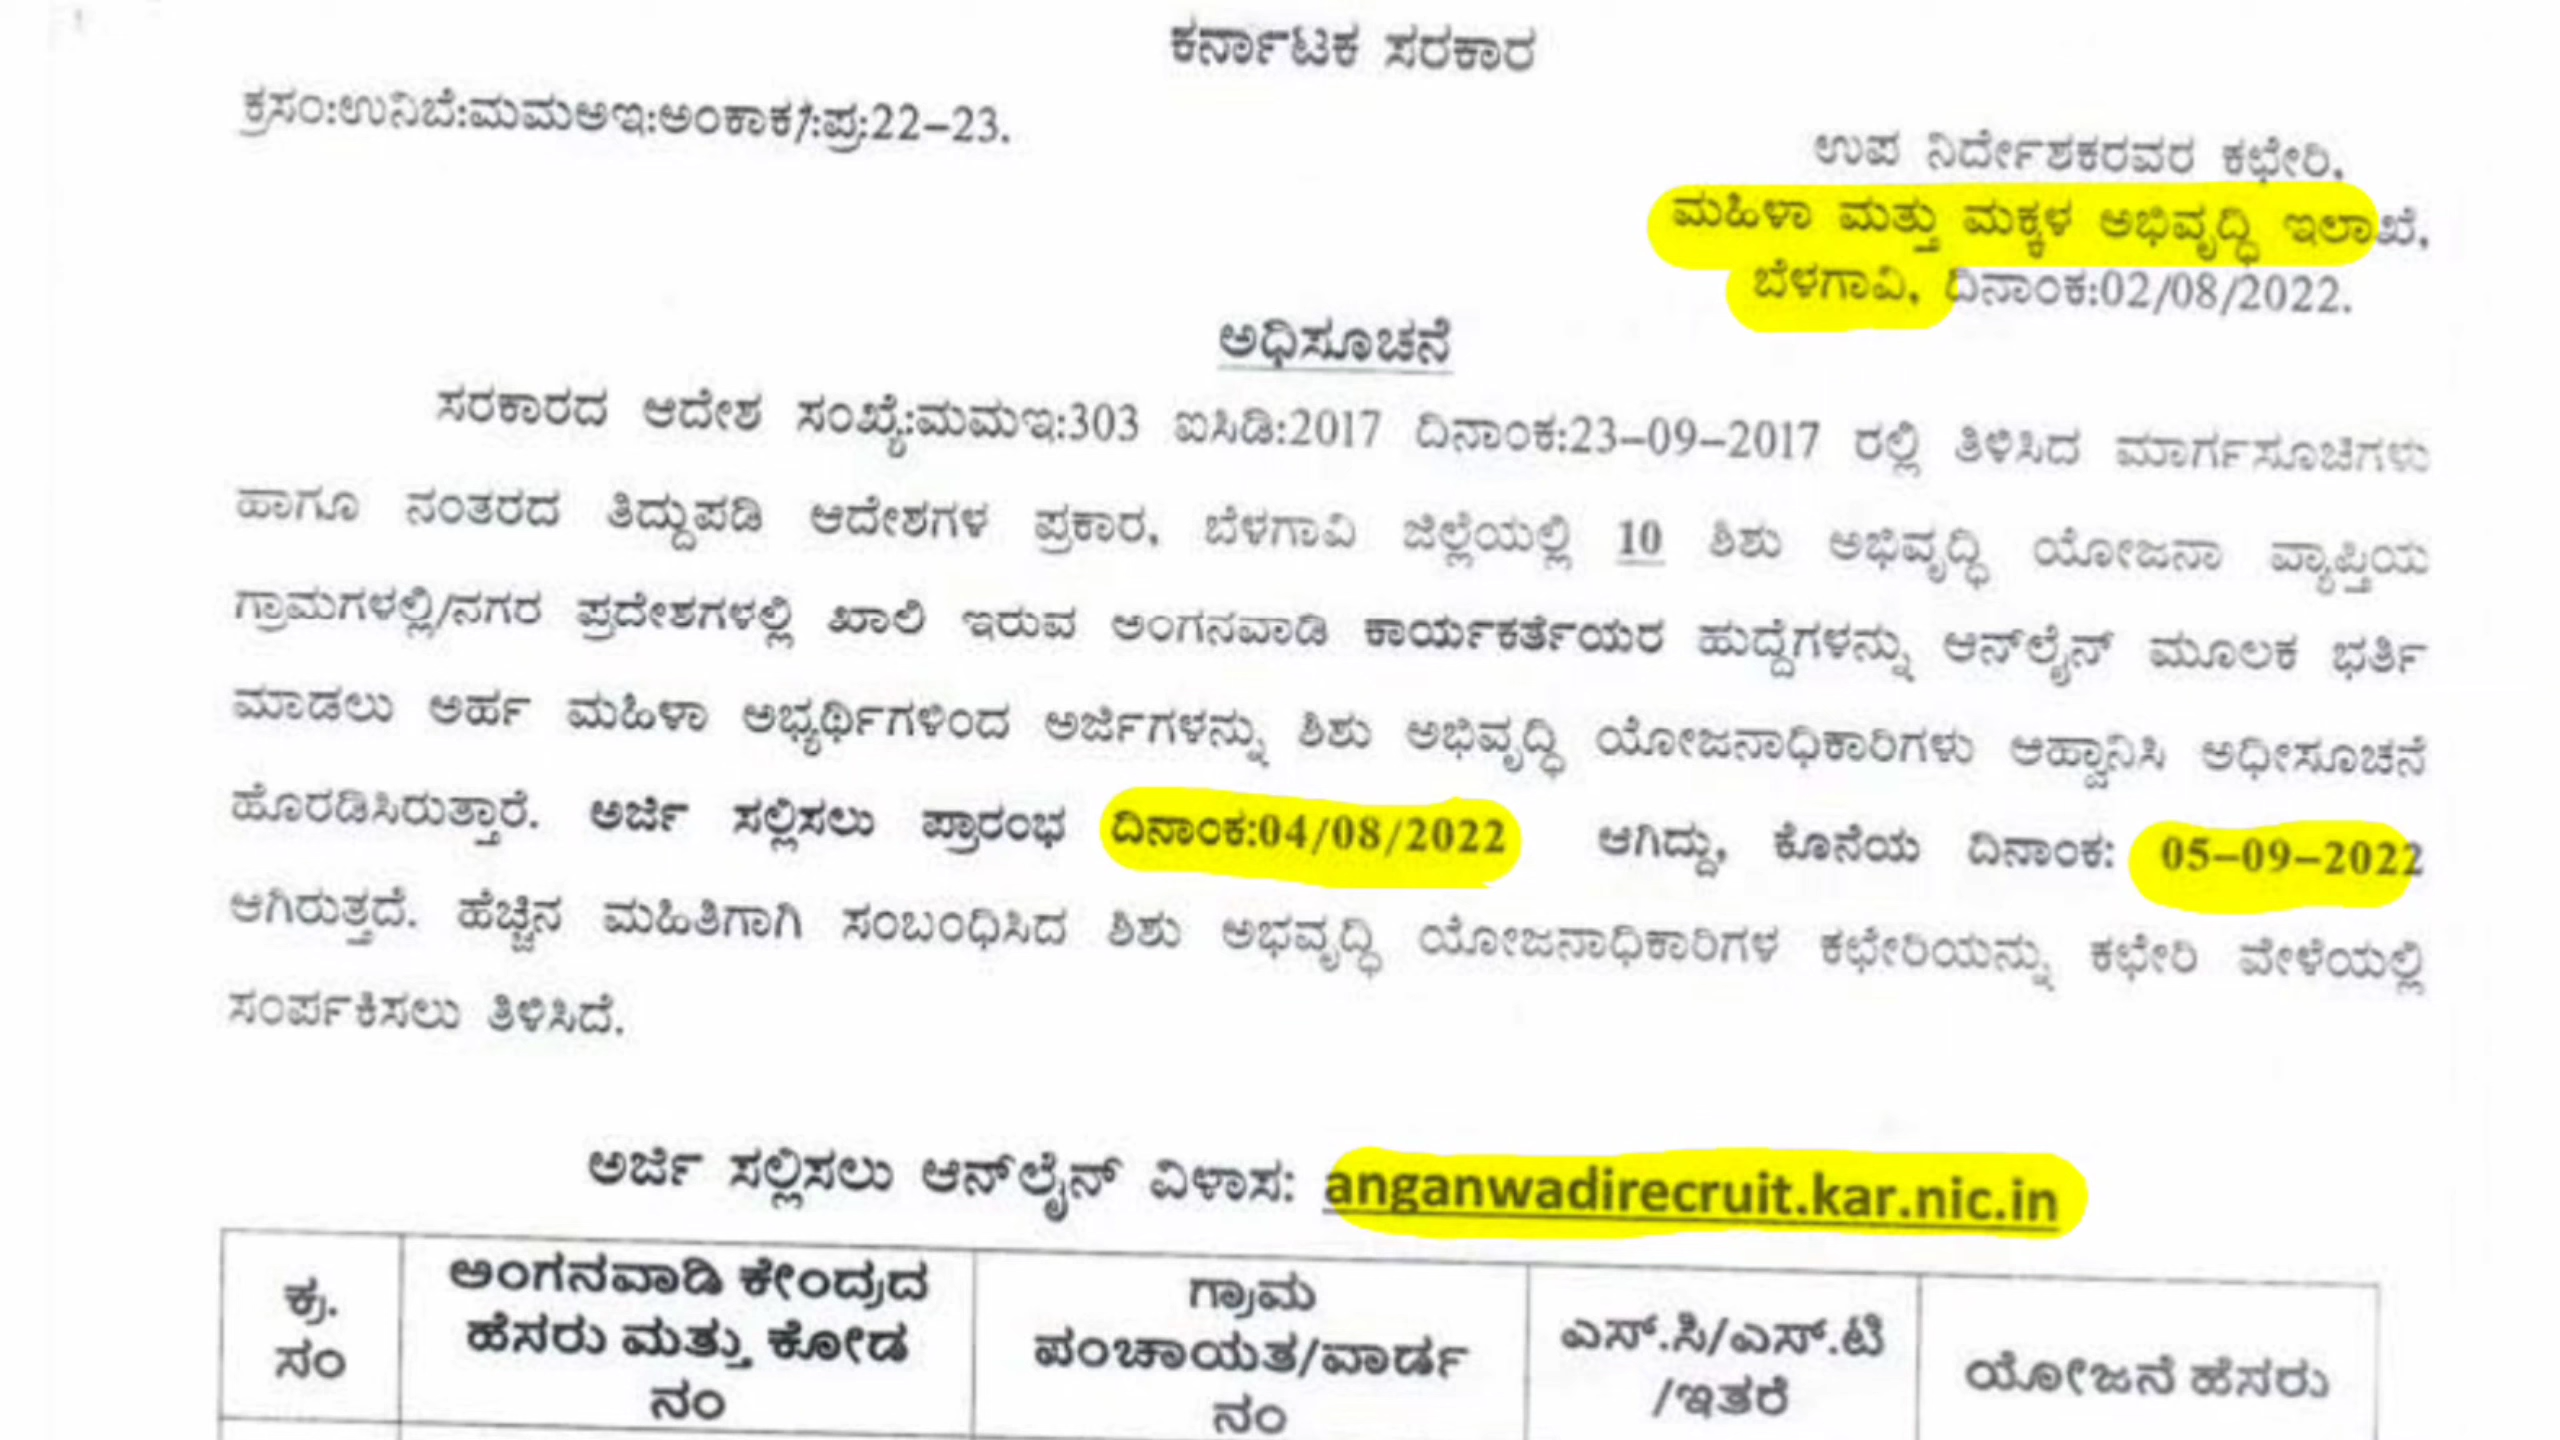 ಕರ್ನಾಟಕ ಸರಕಾರ
ಕ್ರಸಂ:ಉನಿಬೆ:ಮಮಅಇ:ಅಂಕಾಕ/:ಪ್ರ:22–23.
ಉಪ ನಿರ್ದೇಶಕರವರ ಕಛೇರಿ,
ಮಹಿಳಾ ಮತ್ತು ಮಕ್ಕಳ ಅಭಿವೃದ್ಧಿ ಇಲಾಖೆ,
ಬೆಳಗಾವಿ, ದಿನಾಂಕ:02/08/2022.
ಅಧಿಸೂಚನೆ
ಸರಕಾರದ ಆದೇಶ ಸಂಖ್ಯೆ:ಮಮಇ:303 ಐಸಿಡಿ:2017 ದಿನಾಂಕ:23–09–2017 ರಲ್ಲಿ ತಿಳಿಸಿದ ಮಾರ್ಗಸೂಚಿಗಳು
ಹಾಗೂ ನಂತರದ ತಿದ್ದುಪಡಿ ಆದೇಶಗಳ ಪ್ರಕಾರ, ಬೆಳಗಾವಿ ಜಿಲ್ಲೆಯಲ್ಲಿ 10 ಶಿಶು ಅಭಿವೃದ್ಧಿ ಯೋಜನಾ ವ್ಯಾಪ್ತಿಯ
ಗ್ರಾಮಗಳಲ್ಲಿ/ನಗರ ಪ್ರದೇಶಗಳಲ್ಲಿ ಖಾಲಿ ಇರುವ ಅಂಗನವಾಡಿ ಕಾರ್ಯಕರ್ತೆಯರ ಹುದ್ದೆಗಳನ್ನು ಆನ್‌ಲೈನ್ ಮೂಲಕ ಭರ್ತಿ
ಮಾಡಲು ಅರ್ಹ ಮಹಿಳಾ ಅಭ್ಯರ್ಥಿಗಳಿಂದ ಅರ್ಜಿಗಳನ್ನು ಶಿಶು ಅಭಿವೃದ್ಧಿ ಯೋಜನಾಧಿಕಾರಿಗಳು ಆಹ್ವಾನಿಸಿ ಅಧೀಸೂಚನೆ
ಹೊರಡಿಸಿರುತ್ತಾರೆ. ಅರ್ಜಿ ಸಲ್ಲಿಸಲು ಪ್ರಾರಂಭ ದಿನಾಂಕ:04/08/2022 ಆಗಿದ್ದು, ಕೊನೆಯ ದಿನಾಂಕ: 05–09–2022
ಆಗಿರುತ್ತದೆ. ಹೆಚ್ಚಿನ ಮಹಿತಿಗಾಗಿ ಸಂಬಂಧಿಸಿದ ಶಿಶು ಅಭವೃದ್ಧಿ ಯೋಜನಾಧಿಕಾರಿಗಳ ಕಛೇರಿಯನ್ನು ಕಛೇರಿ ವೇಳೆಯಲ್ಲಿ
ಸಂರ್ಪಕಿಸಲು ತಿಳಿಸಿದೆ.
ಅರ್ಜಿ ಸಲ್ಲಿಸಲು ಆನ್‌ಲೈನ್ ವಿಳಾಸ: anganwadirecruit.kar.nic.in
ಕ್ರ.
ಸಂ
ಅಂಗನವಾಡಿ ಕೇಂದ್ರದ
ಹೆಸರು ಮತ್ತು ಕೋಡ
ನಂ
ಗ್ರಾಮ
ಪಂಚಾಯತ/ವಾರ್ಡ
ನಂ
ಎಸ್.ಸಿ/ಎಸ್.ಟಿ
/ಇತರೆ
ಯೋಜನೆ ಹೆಸರು